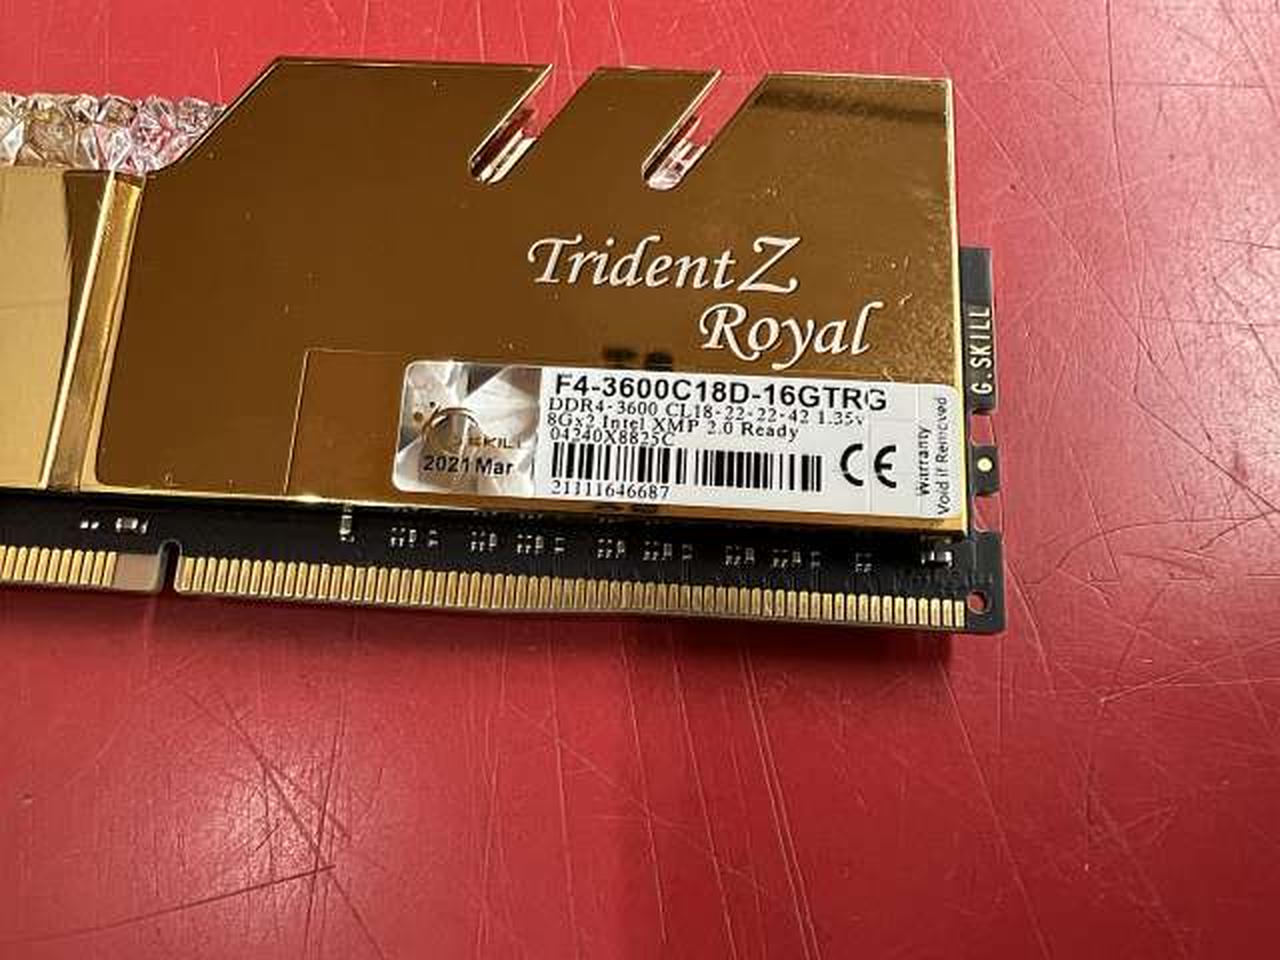 Trident Z
Royal
G.SKILL
F4-3600C18D-16GTRG
DDR4-3600 CL18-22-22-42 1.35v
8Gx2 Intel XMP 2.0 Ready
04240X8825C
2021 Mar
21111646687
CE
Warranty
Void if Removed